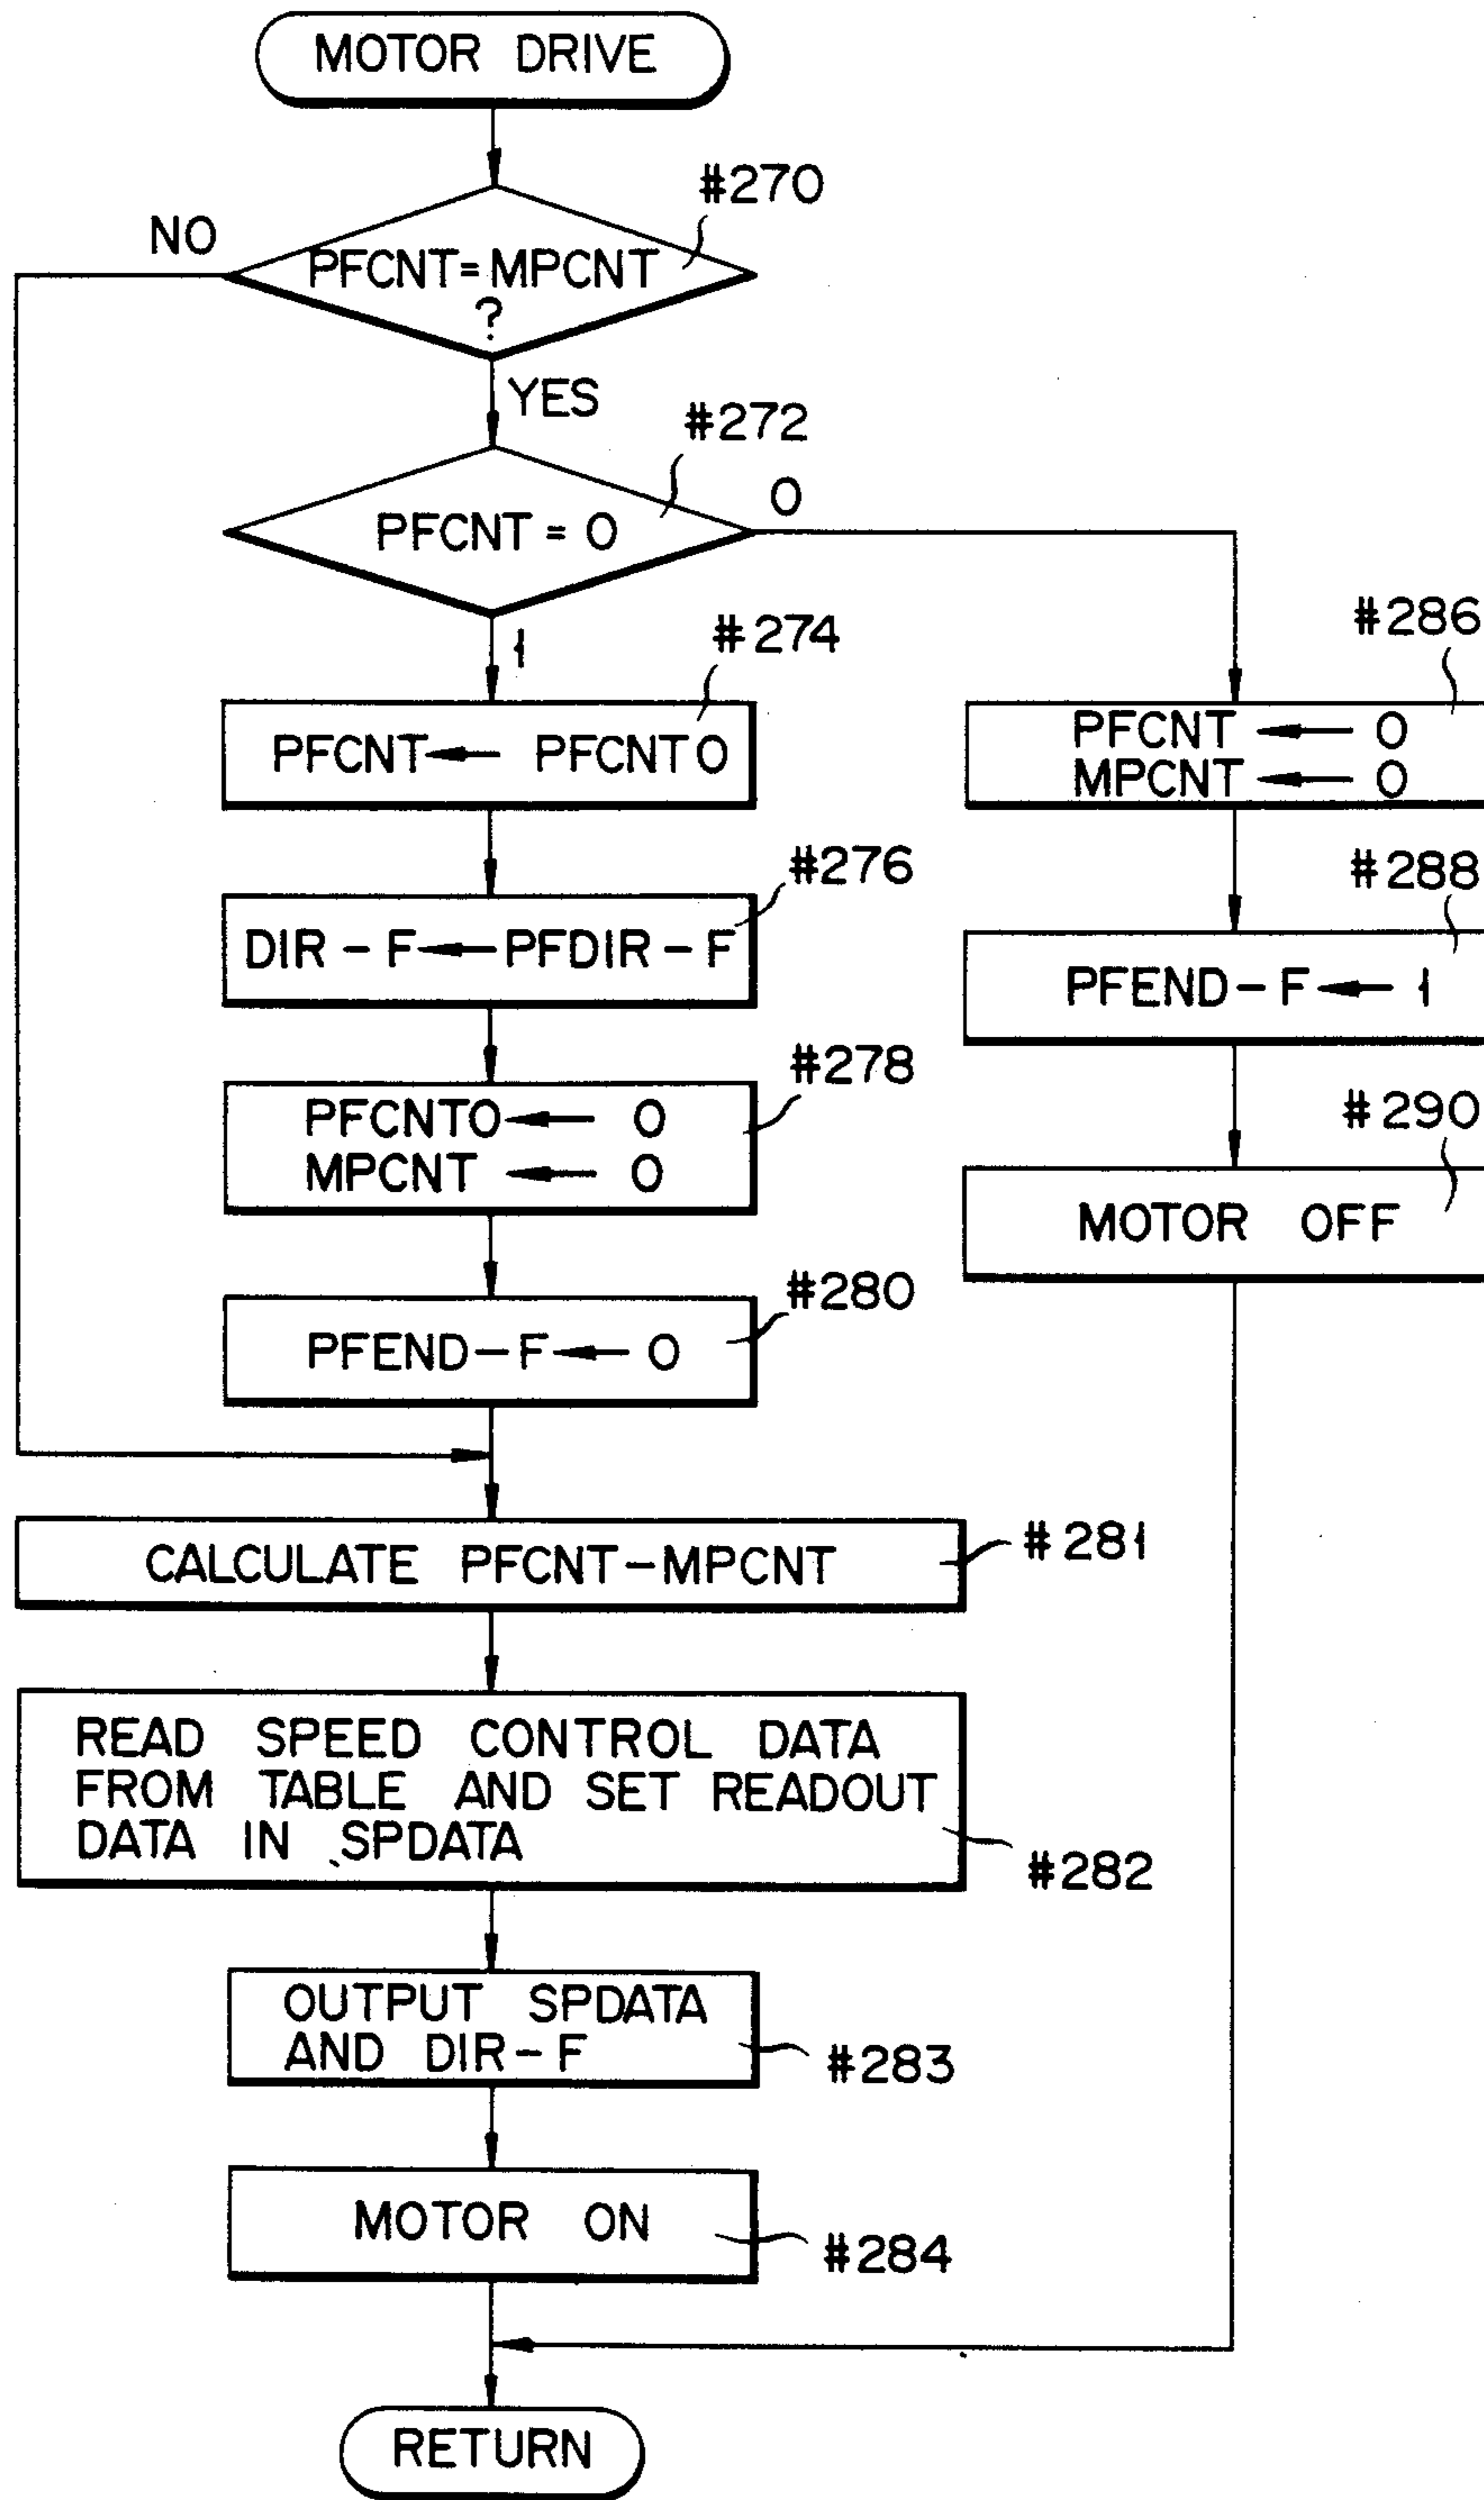 MOTOR DRIVE
#270
NO
PFCNT=MPCNT
?
YES
#272
PFCNT = 0
0
1
#274
PFCNT ← PFCNT0
#276
DIR-F ← PFDIR-F
#278
PFCNT0 ← 0
MPCNT ← 0
#280
PFEND-F ← 0
#286
PFCNT ← 0
MPCNT ← 0
#288
PFEND-F ← 1
#290
MOTOR OFF
CALCULATE PFCNT-MPCNT
#281
READ SPEED CONTROL DATA
FROM TABLE AND SET READOUT
DATA IN SPDATA
#282
OUTPUT SPDATA
AND DIR-F
#283
MOTOR ON
#284
RETURN